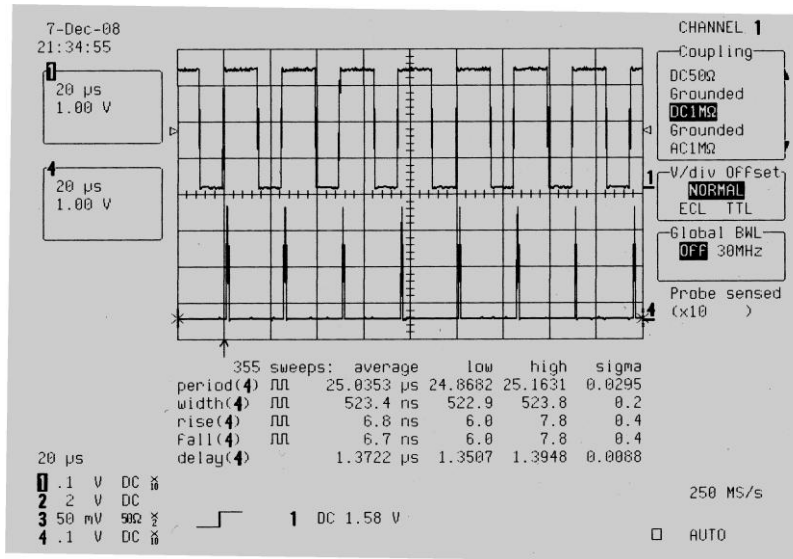 7-Dec-08
21:34:55
1
20 µs
1.00 V
4
20 µs
1.00 V
CHANNEL 1
Coupling
DC50Ω
Grounded
DC1MΩ
Grounded
AC1MΩ
V/div Offset
NORMAL
ECL TTL
Global BWL
OFF 30MHz
Probe sensed
(x10 )
1
4
355 sweeps: average low high sigma
period(4) 25.0353 µs 24.8682 25.1631 0.0295
width(4) 523.4 ns 522.9 523.8 0.2
rise(4) 6.8 ns 6.0 7.8 0.4
fall(4) 6.7 ns 6.0 7.8 0.4
delay(4) 1.3722 µs 1.3507 1.3948 0.0088
20 µs
1 .1 V DC X10
2 2 V DC
3 50 mV 50Ω X2
4 .1 V DC X10
1 DC 1.58 V
250 MS/s
AUTO